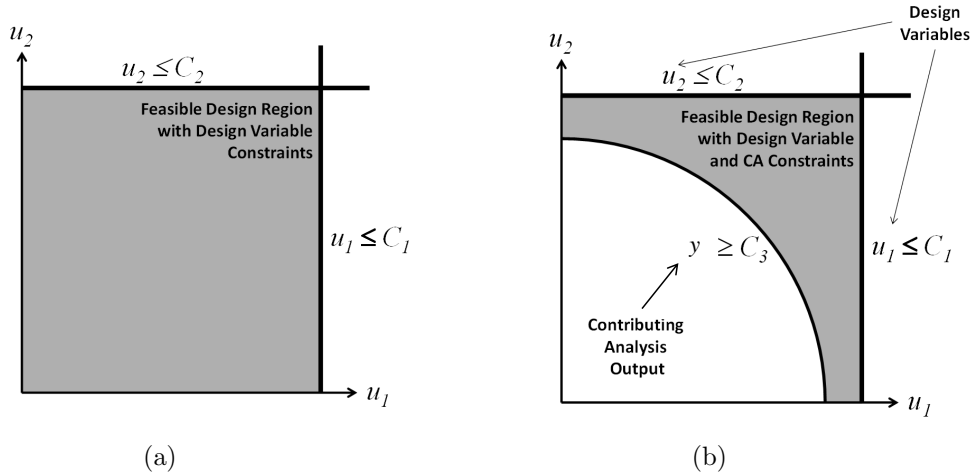 u₂
u₂ ≤ C₂
Feasible Design Region
with Design Variable
Constraints
u₁ ≤ C₁
u₁
(a)
Design
Variables
u₂
u₂ ≤ C₂
Feasible Design Region
with Design Variable
and CA Constraints
y ≥ C₃
u₁ ≤ C₁
Contributing
Analysis
Output
u₁
(b)